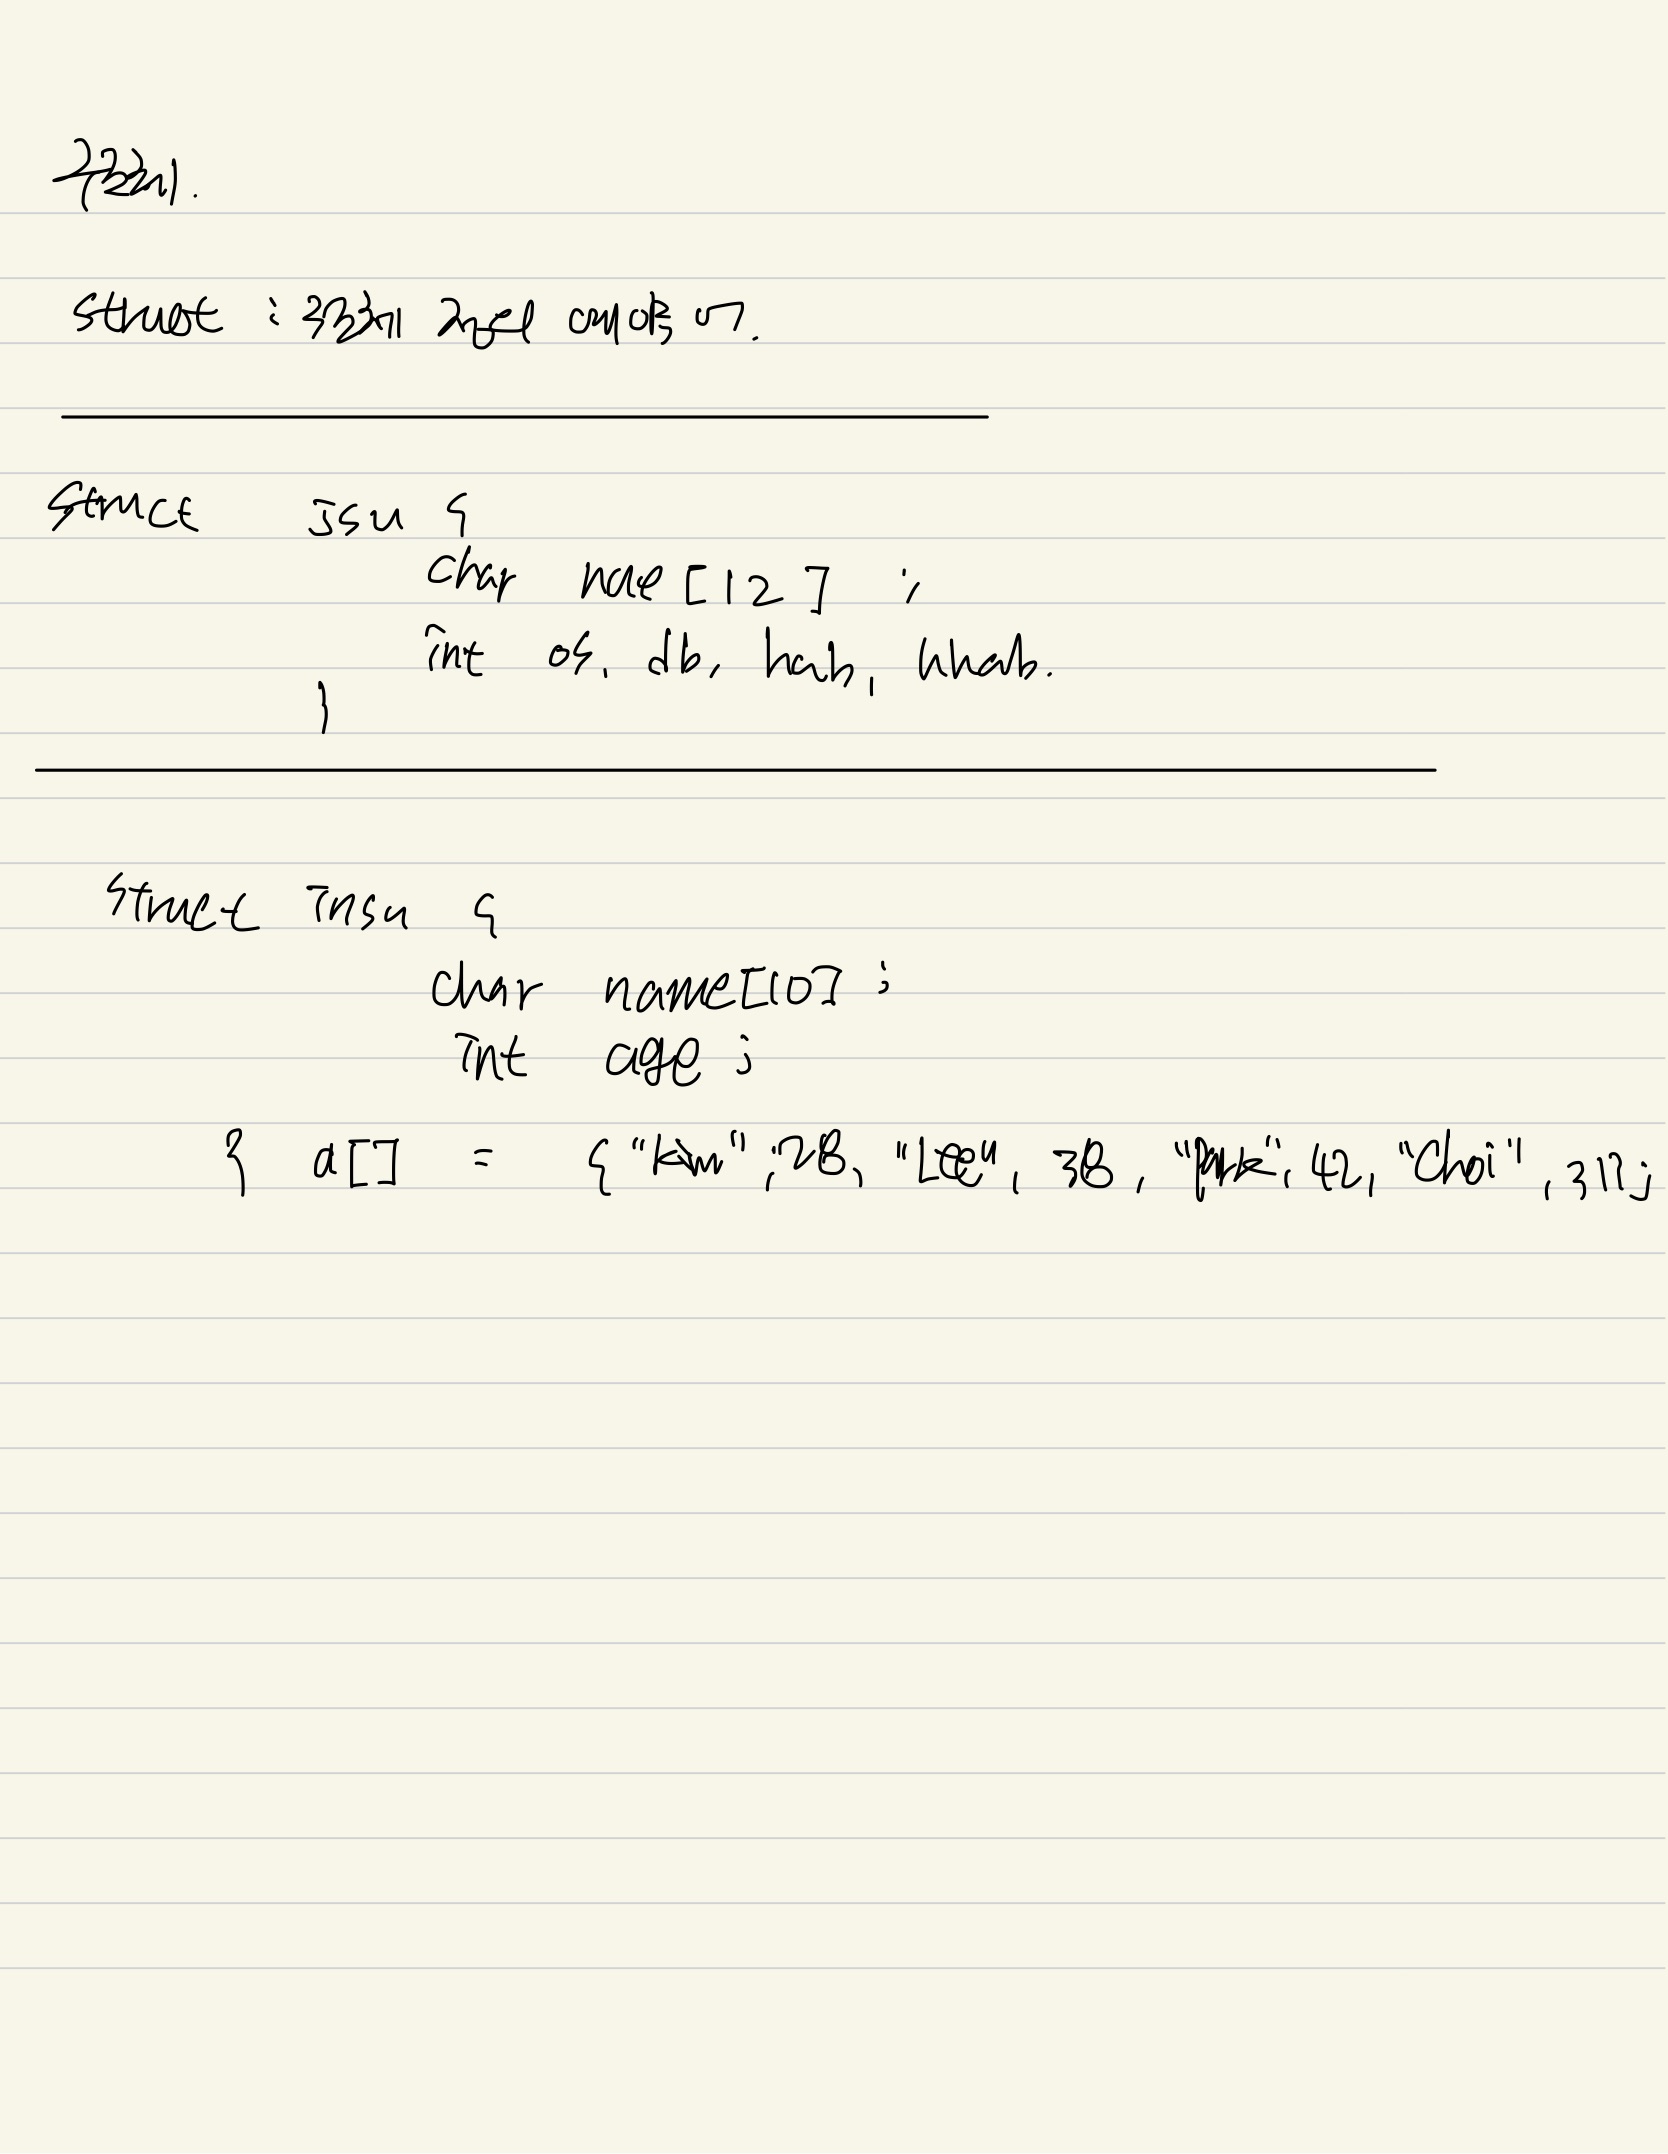 구조체.
struct : 구조체 정의 예약어.
struct jsu {
char nae [12] ;
int os, db, hab, hhab.
}
struct insu {
char name[10] ;
int age ;
} a[] = { "kim", 28, "Lee", 38, "Park", 42, "Choi", 31};